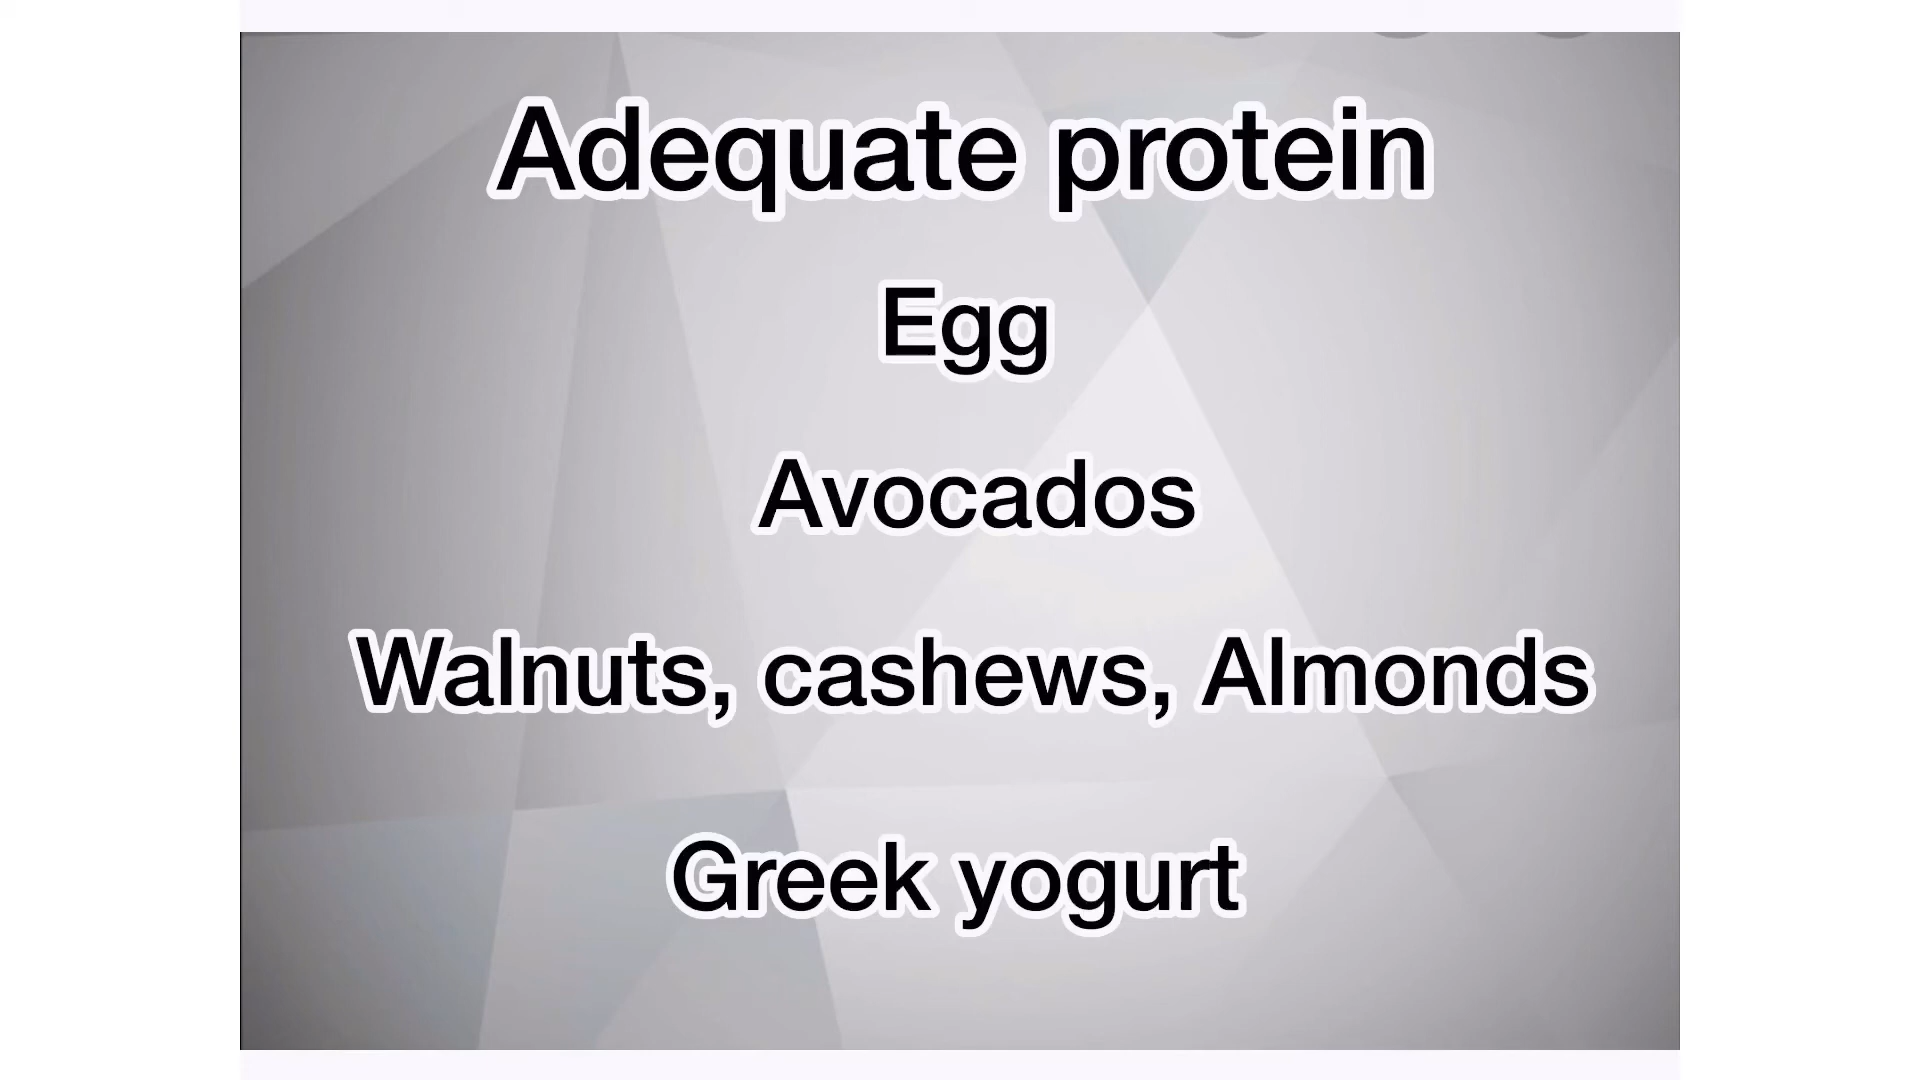 Adequate protein
Egg
Avocados
Walnuts, cashews, Almonds
Greek yogurt